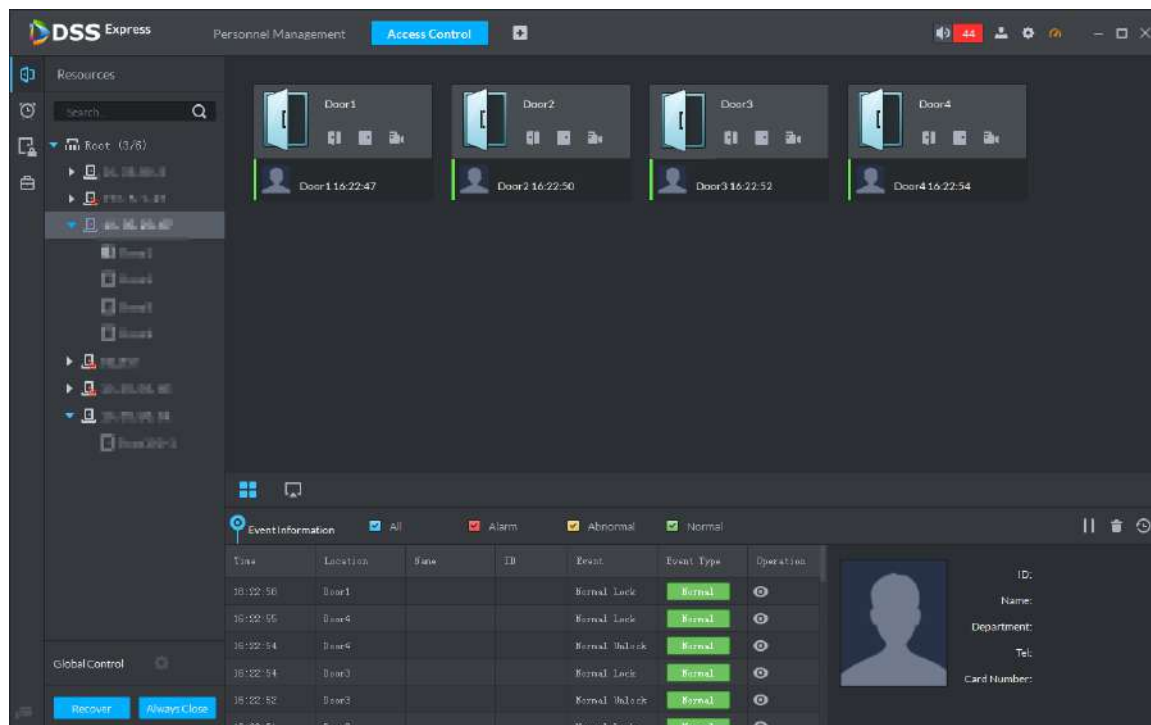 DSS Express
Personnel Management
Access Control
44
Resources
Search...
Root (3/6)
Door1
Door2
Door3
Door4
Door1 16:22:47
Door2 16:22:50
Door3 16:22:52
Door4 16:22:54
Event Information
All
Alarm
Abnormal
Normal
Time Location Name ID Event Event Type Operation
Door1 Normal Lock Normal
16:22:55 Door4 Normal Lock Normal
16:22:54 Door4 Normal Unlock Normal
16:22:54 Door3 Normal Lock Normal
16:22:52 Door3 Normal Unlock Normal
ID:
Name:
Department:
Tel:
Card Number:
Global Control
Recover
Always Close